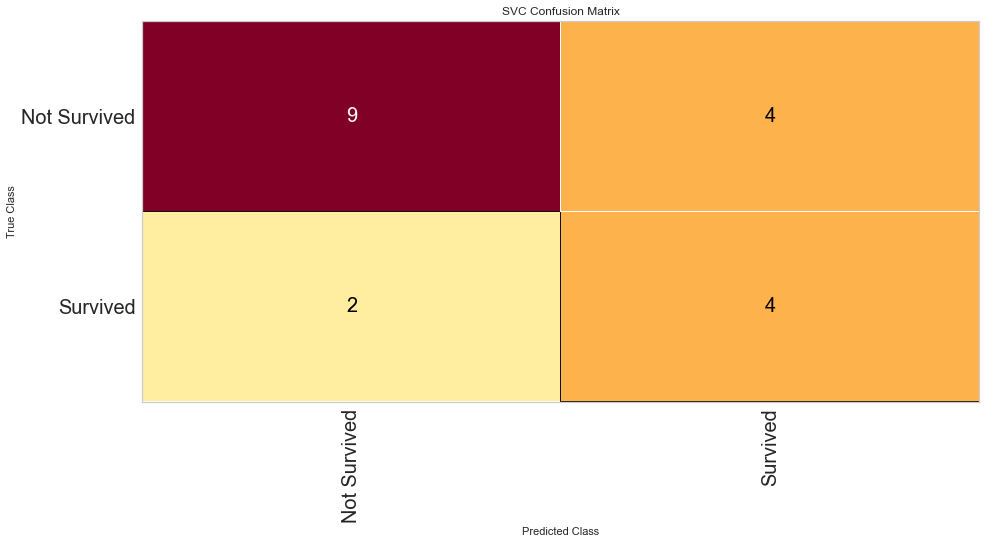 SVC Confusion Matrix
Not Survived
9
4
True Class
Survived
2
4
Not Survived
Survived
Predicted Class